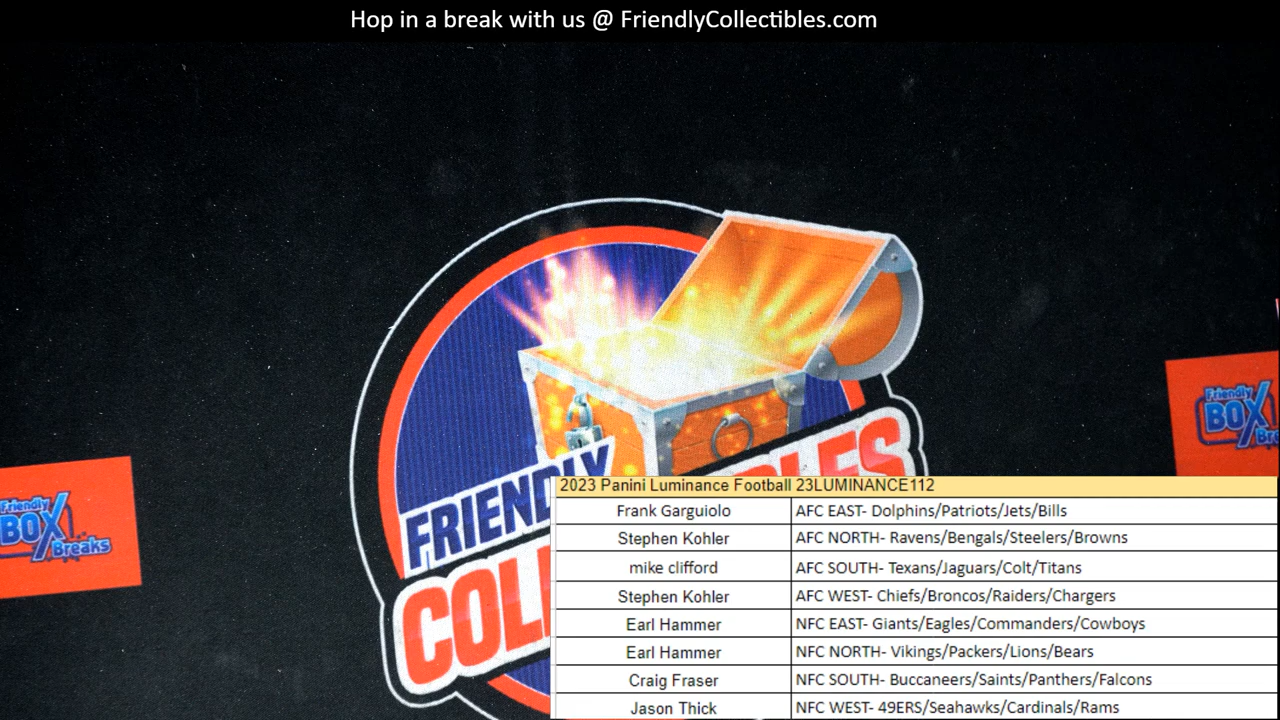 Hop in a break with us @ FriendlyCollectibles.com
Friendly
BOX
Bre
Friendly
BOX
Breaks
FRIENDLY
COL
LES
2023 Panini Luminance Football 23LUMINANCE112
Frank Garguiolo AFC EAST- Dolphins/Patriots/Jets/Bills
Stephen Kohler AFC NORTH- Ravens/Bengals/Steelers/Browns
mike clifford AFC SOUTH- Texans/Jaguars/Colt/Titans
Stephen Kohler AFC WEST- Chiefs/Broncos/Raiders/Chargers
Earl Hammer NFC EAST- Giants/Eagles/Commanders/Cowboys
Earl Hammer NFC NORTH- Vikings/Packers/Lions/Bears
Craig Fraser NFC SOUTH- Buccaneers/Saints/Panthers/Falcons
Jason Thick NFC WEST- 49ERS/Seahawks/Cardinals/Rams